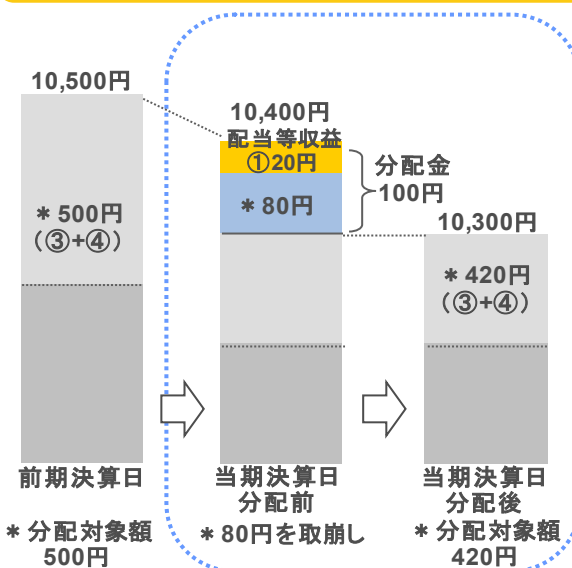 10,500円
＊500円
（③+④）
前期決算日
＊分配対象額
500円
10,400円
配当等収益
①20円
＊80円
分配金
100円
当期決算日
分配前
＊80円を取崩し
10,300円
＊420円
（③+④）
当期決算日
分配後
＊分配対象額
420円